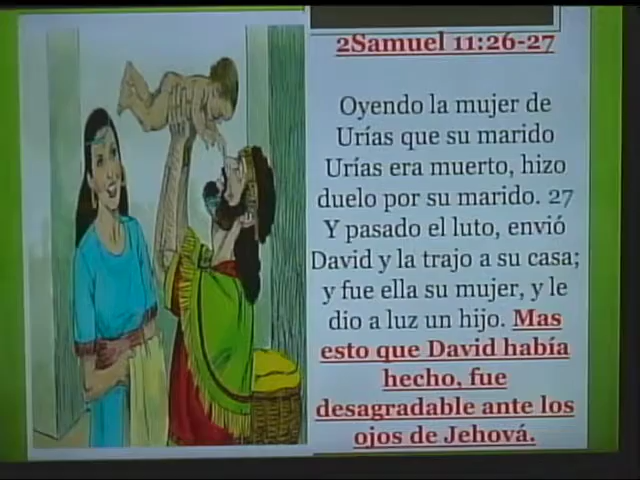 2Samuel 11:26-27
Oyendo la mujer de
Urías que su marido
Urías era muerto, hizo
duelo por su marido. 27
Y pasado el luto, envió
David y la trajo a su casa;
y fue ella su mujer, y le
dio a luz un hijo. Mas
esto que David había
hecho, fue
desagradable ante los
ojos de Jehová.